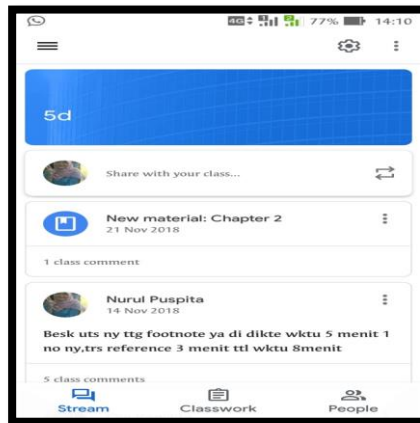 4G 77% 14:10
5d
Share with your class...
New material: Chapter 2
21 Nov 2018
1 class comment
Nurul Puspita
14 Nov 2018
Besk uts ny ttg footnote ya di dikte wktu 5 menit 1
no ny,trs reference 3 menit ttl wktu 8menit
5 class comments
Stream Classwork People